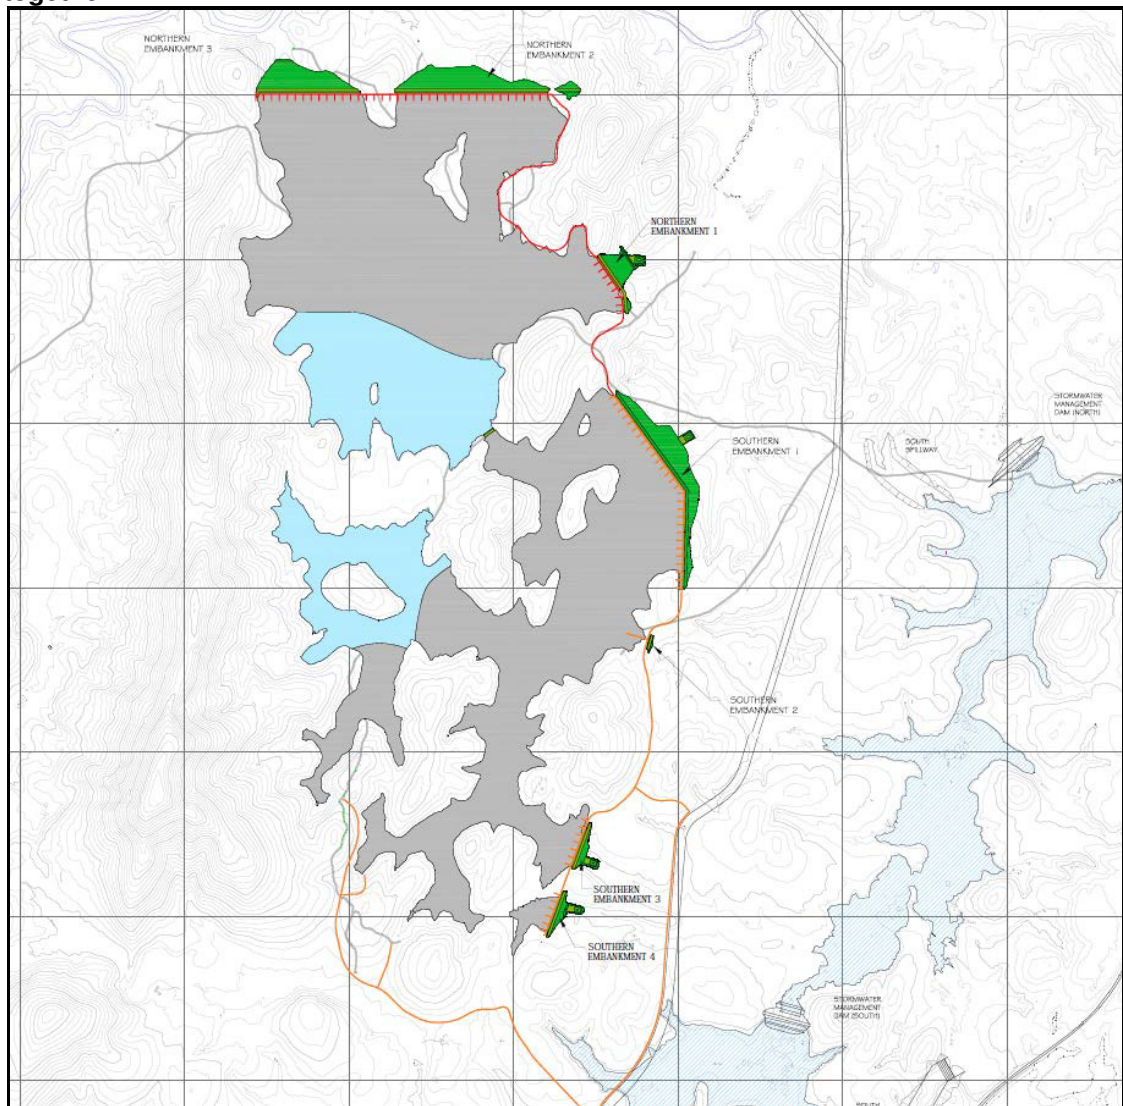 NORTHERN
EMBANKMENT 3
NORTHERN
EMBANKMENT 2
NORTHERN
EMBANKMENT 1
STORMWATER
MANAGEMENT
DAM (NORTH)
SOUTHERN
EMBANKMENT 1
SOUTH
SPILLWAY
SOUTHERN
EMBANKMENT 2
SOUTHERN
EMBANKMENT 3
SOUTHERN
EMBANKMENT 4
STORMWATER
MANAGEMENT
DAM (SOUTH)
SOUTH